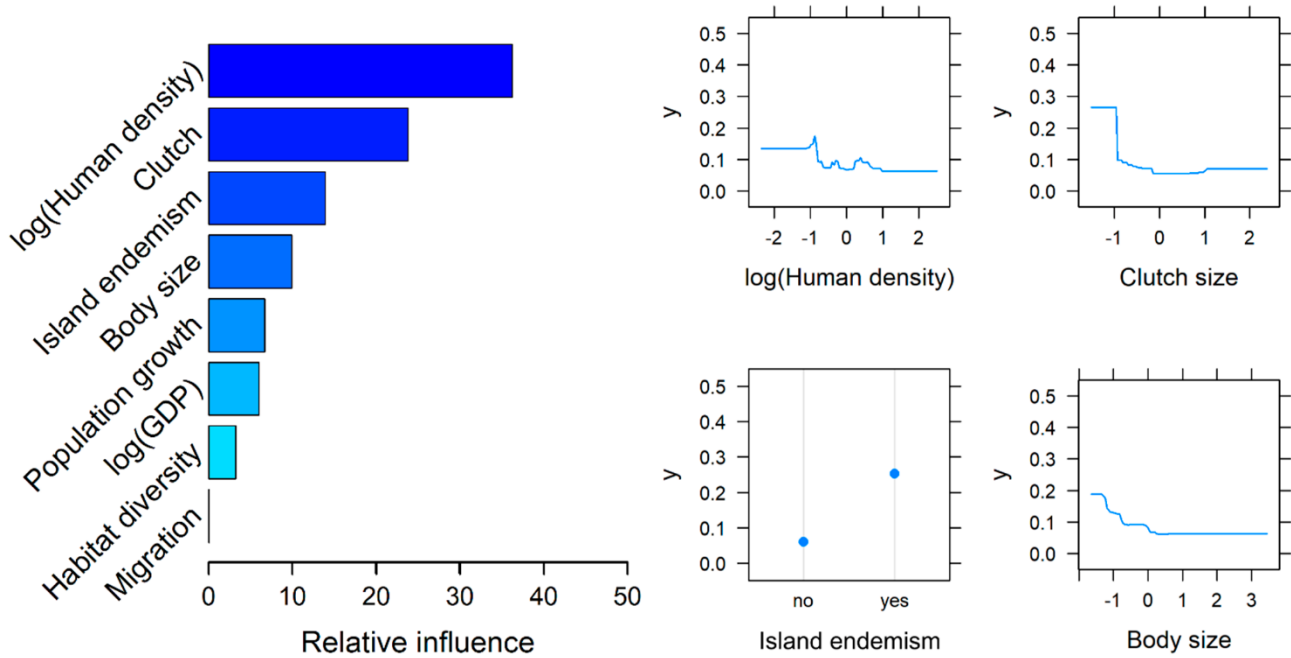 log(Human density)
Clutch
Island endemism
Body size
Population growth
log(GDP)
Habitat diversity
Migration
0 10 20 30 40 50
Relative influence
0.5
0.4
0.3
0.2
0.1
0.0
y
-2 -1 0 1 2
log(Human density)
0.5
0.4
0.3
0.2
0.1
0.0
y
-1 0 1 2
Clutch size
0.5
0.4
0.3
0.2
0.1
0.0
y
no yes
Island endemism
0.5
0.4
0.3
0.2
0.1
0.0
y
-1 0 1 2 3
Body size